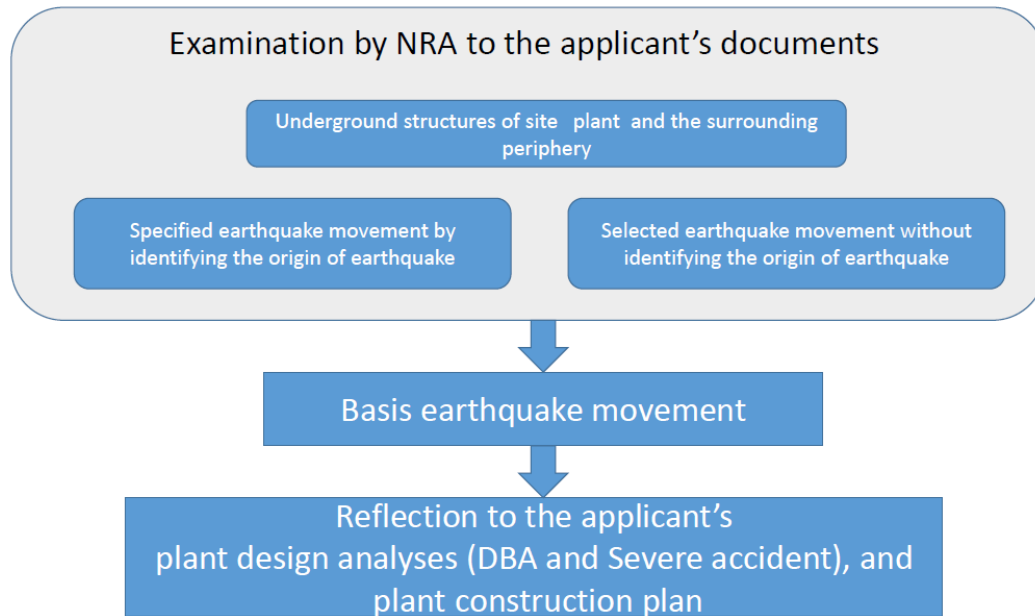 Examination by NRA to the applicant’s documents
Underground structures of site plant and the surrounding
periphery
Specified earthquake movement by
identifying the origin of earthquake
Selected earthquake movement without
identifying the origin of earthquake
Basis earthquake movement
Reflection to the applicant’s
plant design analyses (DBA and Severe accident), and
plant construction plan